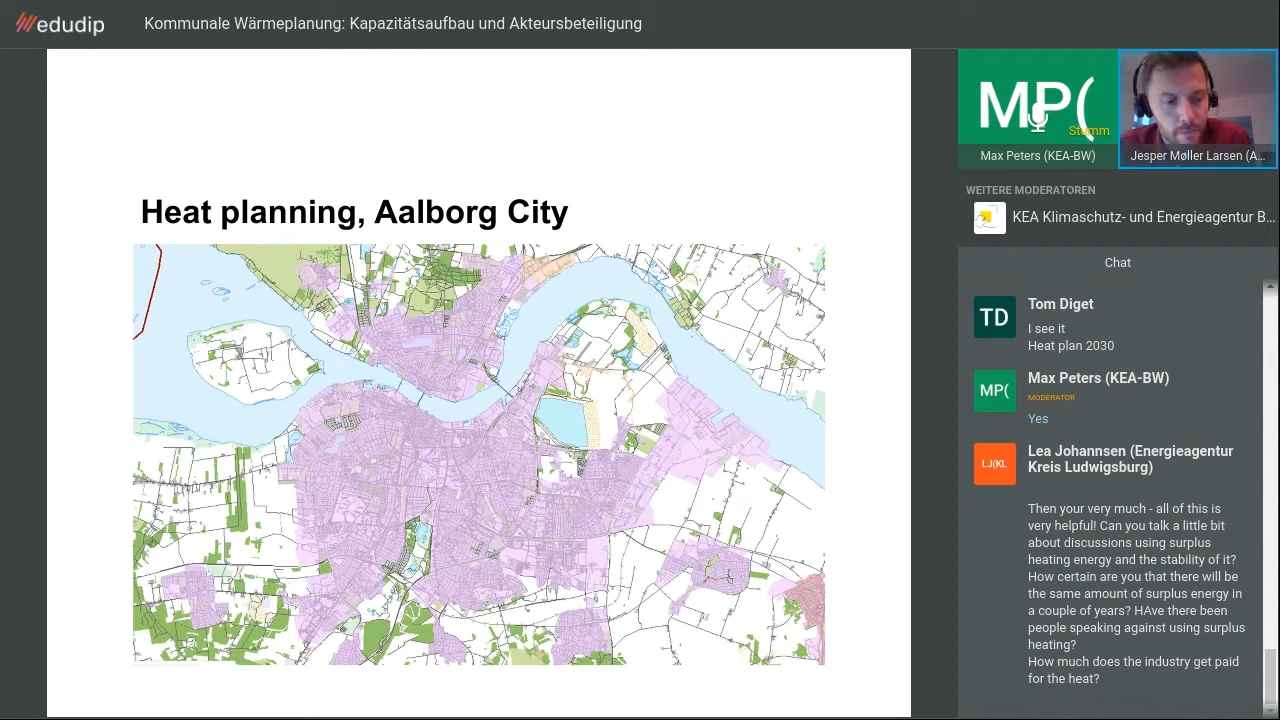 edudip
Kommunale Wärmeplanung: Kapazitätsaufbau und Akteursbeteiligung
Heat planning, Aalborg City
MP(
Stumm
Max Peters (KEA-BW)
Jesper Møller Larsen (A...
WEITERE MODERATOREN
KEA Klimaschutz- und Energieagentur B...
Chat
TD
Tom Diget
I see it
Heat plan 2030
MP(
Max Peters (KEA-BW)
MODERATOR
Yes
LJ(KL
Lea Johannsen (Energieagentur
Kreis Ludwigsburg)
Then your very much - all of this is
very helpful! Can you talk a little bit
about discussions using surplus
heating energy and the stability of it?
How certain are you that there will be
the same amount of surplus energy in
a couple of years? HAve there been
people speaking against using surplus
heating?
How much does the industry get paid
for the heat?